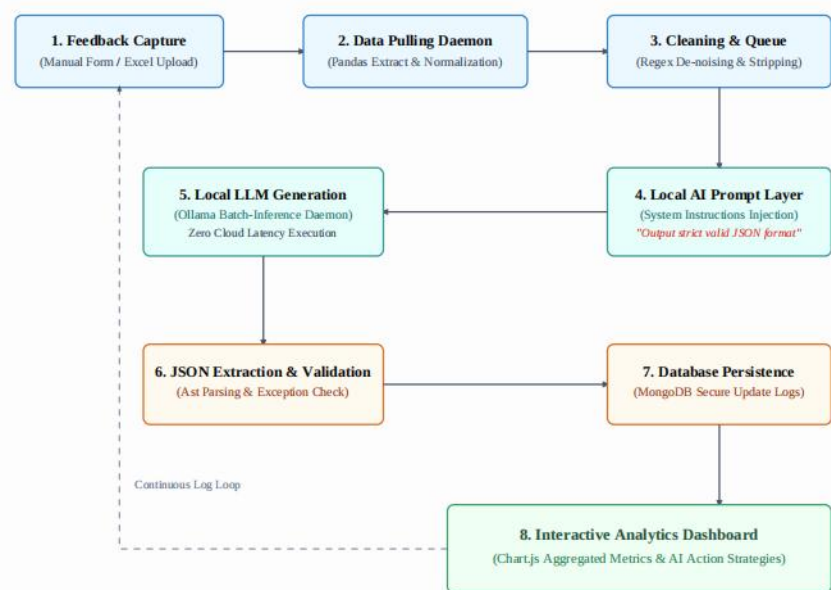 1. Feedback Capture
(Manual Form / Excel Upload)
2. Data Pulling Daemon
(Pandas Extract & Normalization)
3. Cleaning & Queue
(Regex De-noising & Stripping)
4. Local AI Prompt Layer
(System Instructions Injection)
"Output strict valid JSON format"
5. Local LLM Generation
(Ollama Batch-Inference Daemon)
Zero Cloud Latency Execution
6. JSON Extraction & Validation
(Ast Parsing & Exception Check)
7. Database Persistence
(MongoDB Secure Update Logs)
Continuous Log Loop
8. Interactive Analytics Dashboard
(Chart.js Aggregated Metrics & AI Action Strategies)